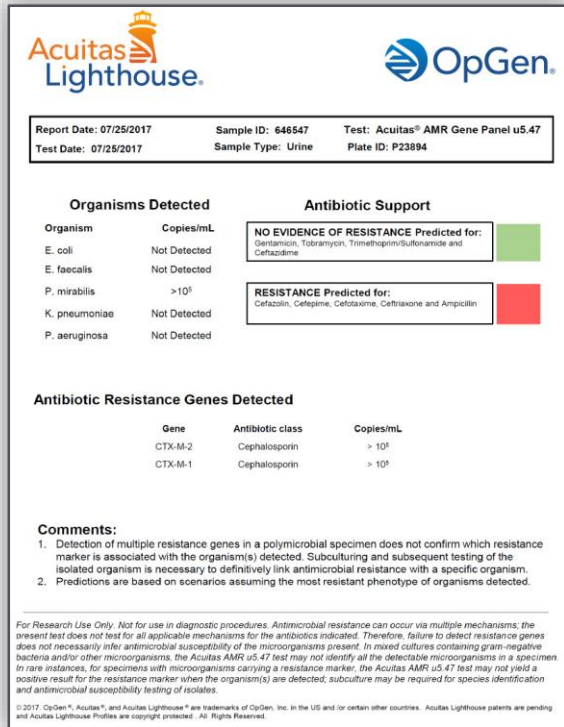 Acuitas
Lighthouse®
OpGen®
Report Date: 07/25/2017 Sample ID: 646547 Test: Acuitas® AMR Gene Panel u5.47
Test Date: 07/25/2017 Sample Type: Urine Plate ID: P23894
Organisms Detected
Organism Copies/mL
E. coli Not Detected
E. faecalis Not Detected
P. mirabilis >10⁵
K. pneumoniae Not Detected
P. aeruginosa Not Detected
Antibiotic Support
NO EVIDENCE OF RESISTANCE Predicted for:
Gentamicin, Tobramycin, Trimethoprim/Sulfonamide and
Ceftazidime
RESISTANCE Predicted for:
Cefazolin, Cefepime, Cefotaxime, Ceftriaxone and Ampicillin
Antibiotic Resistance Genes Detected
Gene Antibiotic class Copies/mL
CTX-M-2 Cephalosporin > 10⁵
CTX-M-1 Cephalosporin > 10⁵
Comments:
1. Detection of multiple resistance genes in a polymicrobial specimen does not confirm which resistance
marker is associated with the organism(s) detected. Subculturing and subsequent testing of the
isolated organism is necessary to definitively link antimicrobial resistance with a specific organism.
2. Predictions are based on scenarios assuming the most resistant phenotype of organisms detected.
For Research Use Only. Not for use in diagnostic procedures. Antimicrobial resistance can occur via multiple mechanisms; the
present test does not test for all applicable mechanisms for the antibiotics indicated. Therefore, failure to detect resistance genes
does not necessarily infer antimicrobial susceptibility of the microorganisms present. In mixed cultures containing gram-negative
bacteria and/or other microorganisms, the Acuitas AMR u5.47 test may not identify all the detectable microorganisms in a specimen.
In rare instances, for specimens with microorganisms carrying a resistance marker, the Acuitas AMR u5.47 test may not yield a
positive result for the resistance marker when the organism(s) are detected; subculture may be required for species identification
and antimicrobial susceptibility testing of isolates.
©2017. OpGen®, Acuitas®, and Acuitas Lighthouse® are trademarks of OpGen, Inc. in the US and /or certain other countries. Acuitas Lighthouse patents are pending
and Acuitas Lighthouse Profiles are copyright protected . All Rights Reserved.